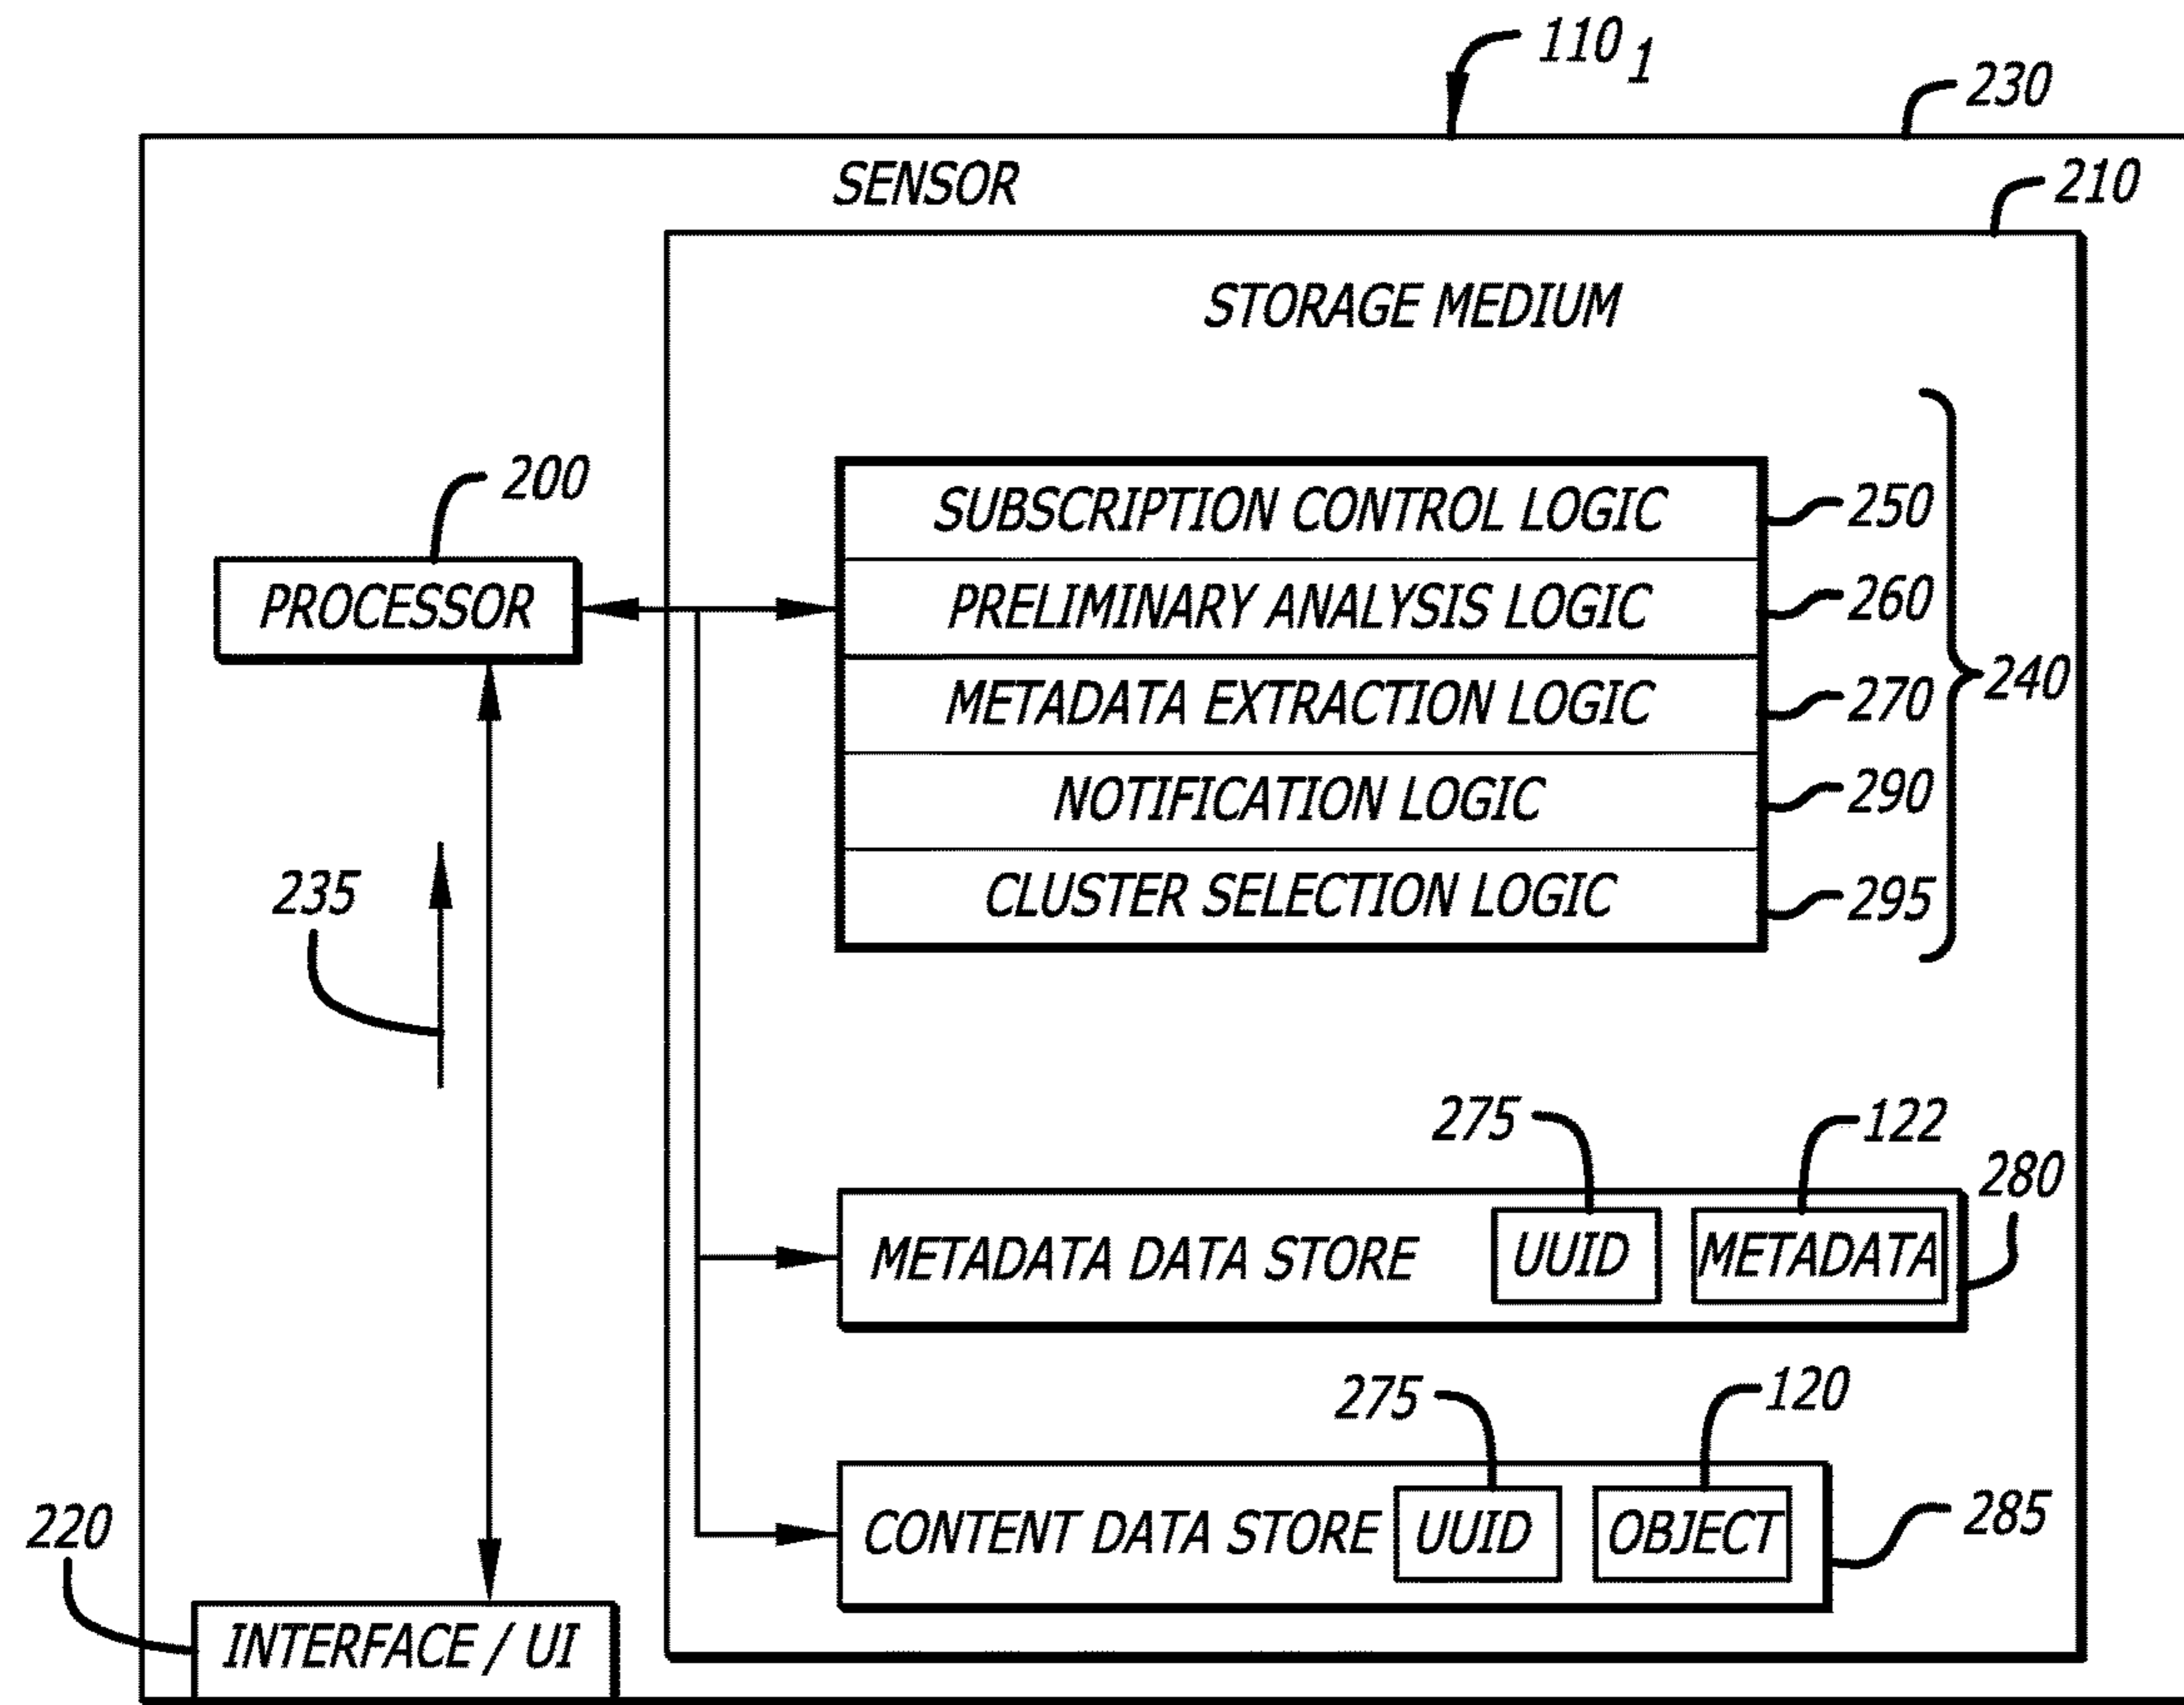 110 1
230
SENSOR
210
STORAGE MEDIUM
200
PROCESSOR
SUBSCRIPTION CONTROL LOGIC 250
PRELIMINARY ANALYSIS LOGIC 260
METADATA EXTRACTION LOGIC 270
240
NOTIFICATION LOGIC 290
CLUSTER SELECTION LOGIC 295
235
275 122
280
METADATA DATA STORE UUID METADATA
275 120
CONTENT DATA STORE UUID OBJECT 285
220
INTERFACE / UI